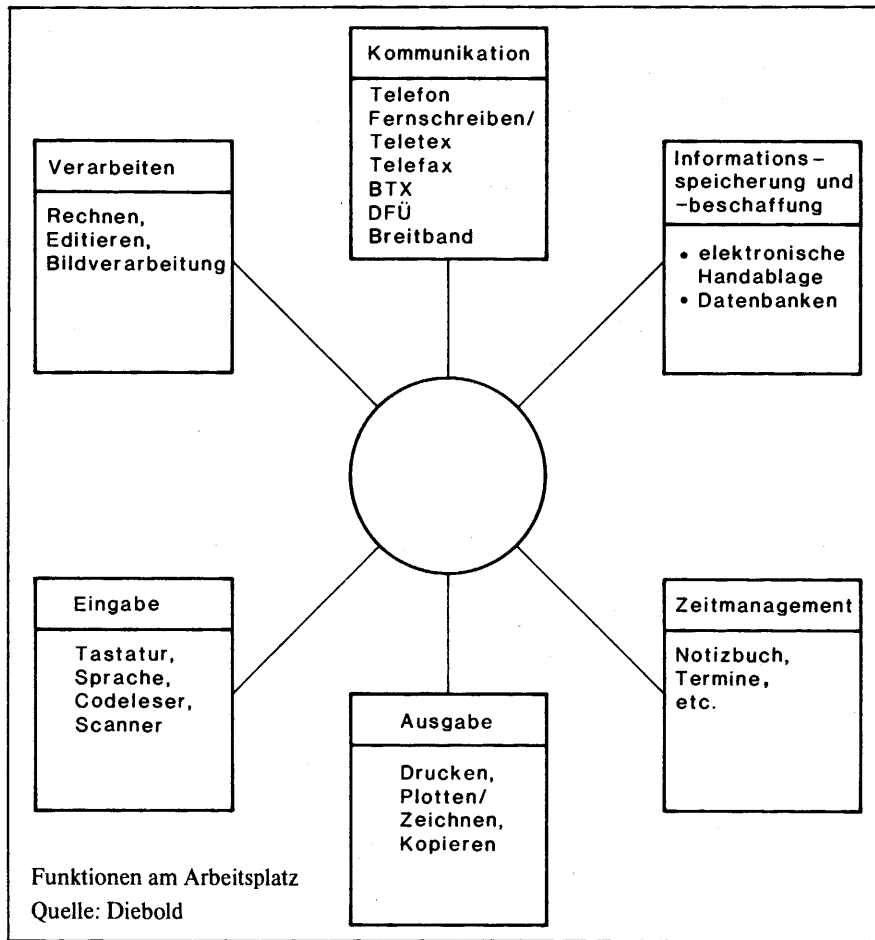 Kommunikation
Telefon
Fernschreiben/
Teletex
Telefax
BTX
DFÜ
Breitband
Verarbeiten
Rechnen,
Editieren,
Bildverarbeitung
Informations-
speicherung und
-beschaffung
• elektronische
Handablage
• Datenbanken
Eingabe
Tastatur,
Sprache,
Codeleser,
Scanner
Ausgabe
Drucken,
Plotten/
Zeichnen,
Kopieren
Zeitmanagement
Notizbuch,
Termine,
etc.
Funktionen am Arbeitsplatz
Quelle: Diebold